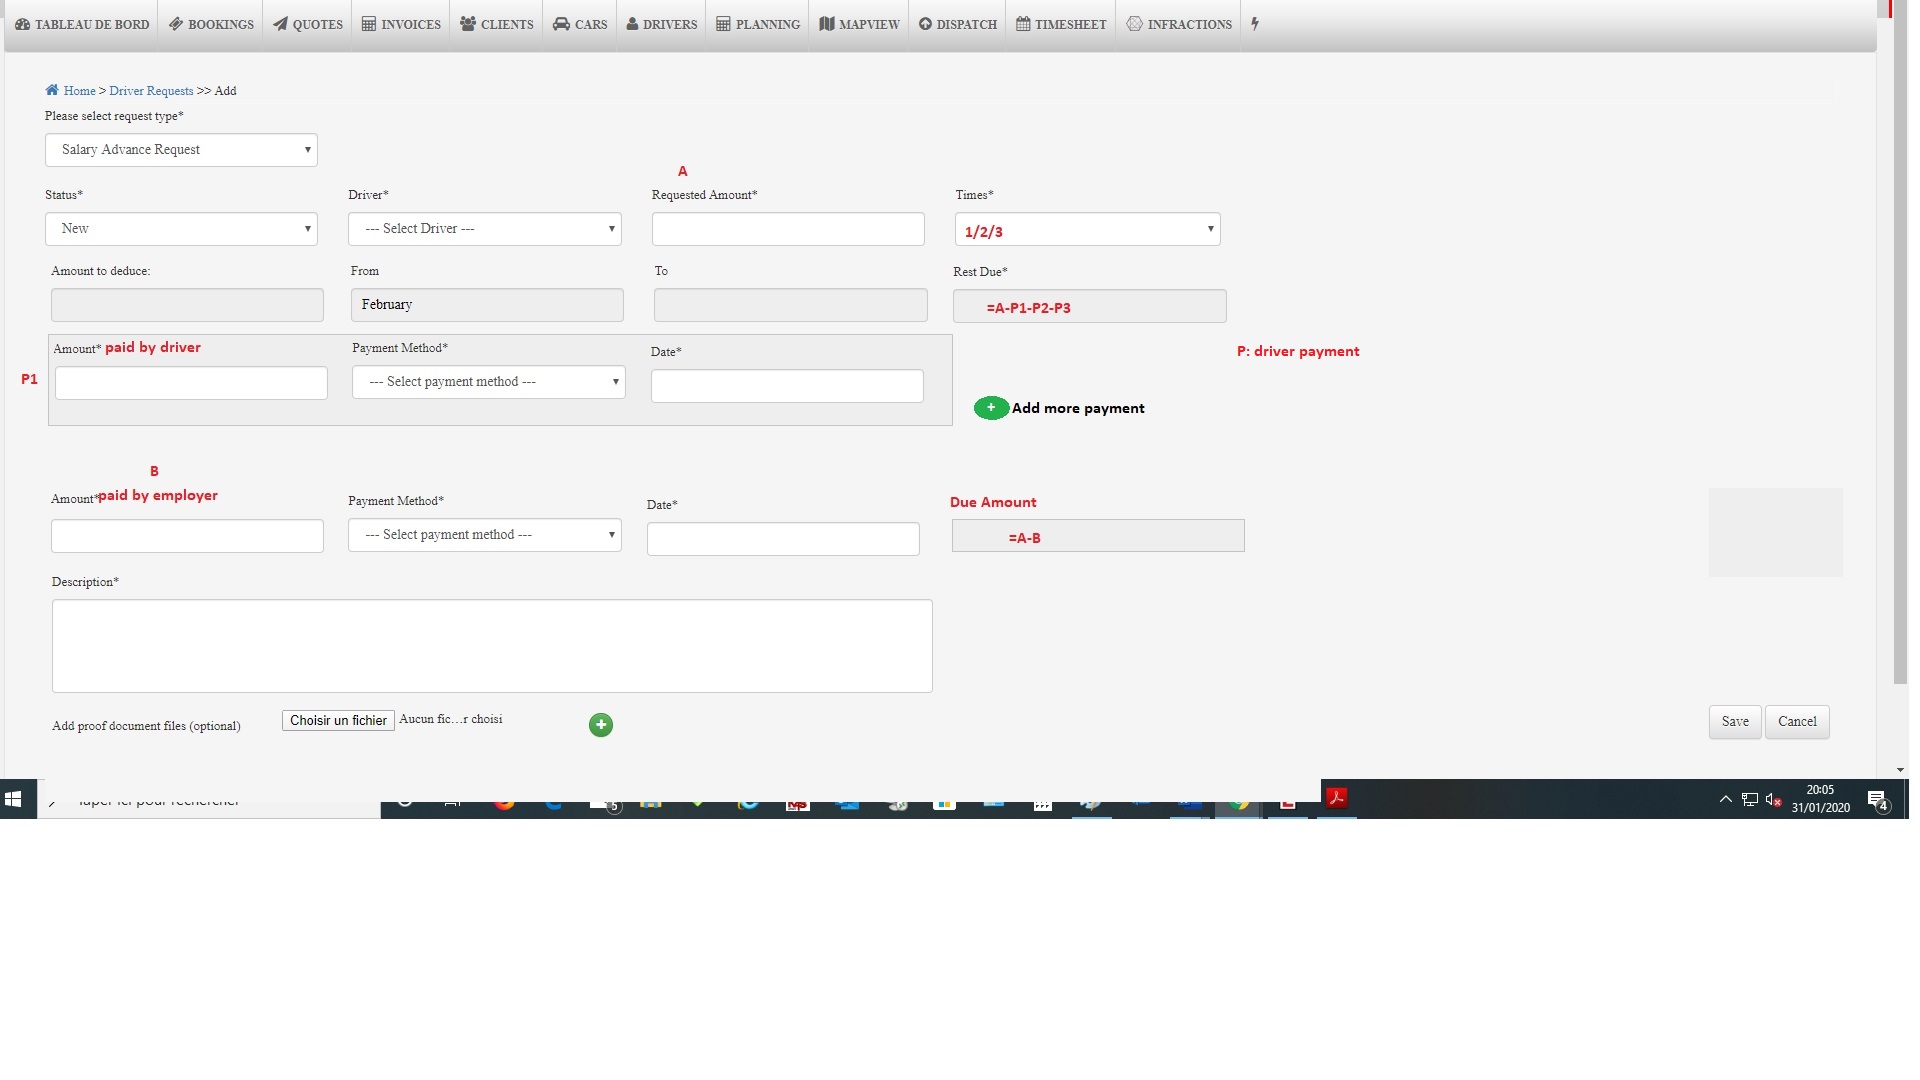 TABLEAU DE BORD BOOKINGS QUOTES INVOICES CLIENTS CARS DRIVERS PLANNING MAPVIEW DISPATCH TIMESHEET INFRACTIONS
Home > Driver Requests >> Add
Please select request type*
Salary Advance Request
A
Status* Driver* Requested Amount* Times*
New --- Select Driver --- 1/2/3
Amount to deduce: From To Rest Due*
February =A-P1-P2-P3
Amount* paid by driver Payment Method* Date* P: driver payment
P1 --- Select payment method ---
+ Add more payment
B
Amount*paid by employer Payment Method* Date* Due Amount
--- Select payment method --- =A-B
Description*
Add proof document files (optional) Choisir un fichier Aucun fic...r choisi
Save Cancel
Taper ici pour rechercher 5 20:05
31/01/2020 4